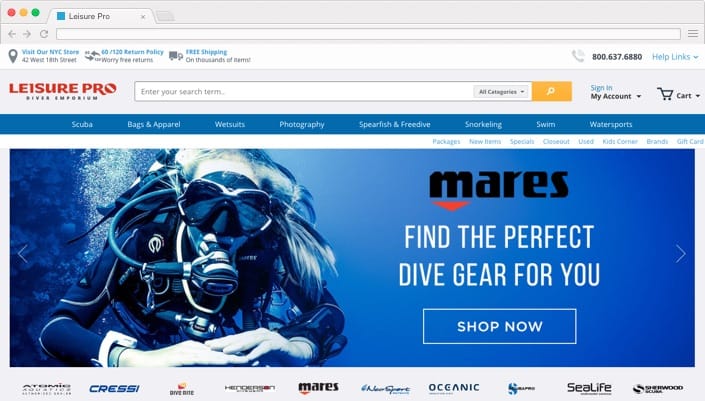 Leisure Pro
Visit Our NYC Store
42 West 18th Street
60 /120 Return Policy
Worry free returns
FREE Shipping
On thousands of items!
800.637.6880
Help Links
LEISURE PRO
DIVER EMPORIUM
Enter your search term..
All Categories
Sign In
My Account
Cart
Scuba
Bags & Apparel
Wetsuits
Photography
Spearfish & Freedive
Snorkeling
Swim
Watersports
Packages
New Items
Specials
Closeout
Used
Kids Corner
Brands
Gift Card
mares
FIND THE PERFECT
DIVE GEAR FOR YOU
SHOP NOW
ATOMIC
AQUATICS
AUTHORIZED DEALER
CRESSI
DIVE RITE
HENDERSON
mares
NeoSport
OCEANIC
SeaLife
SHERWOOD
SCUBA